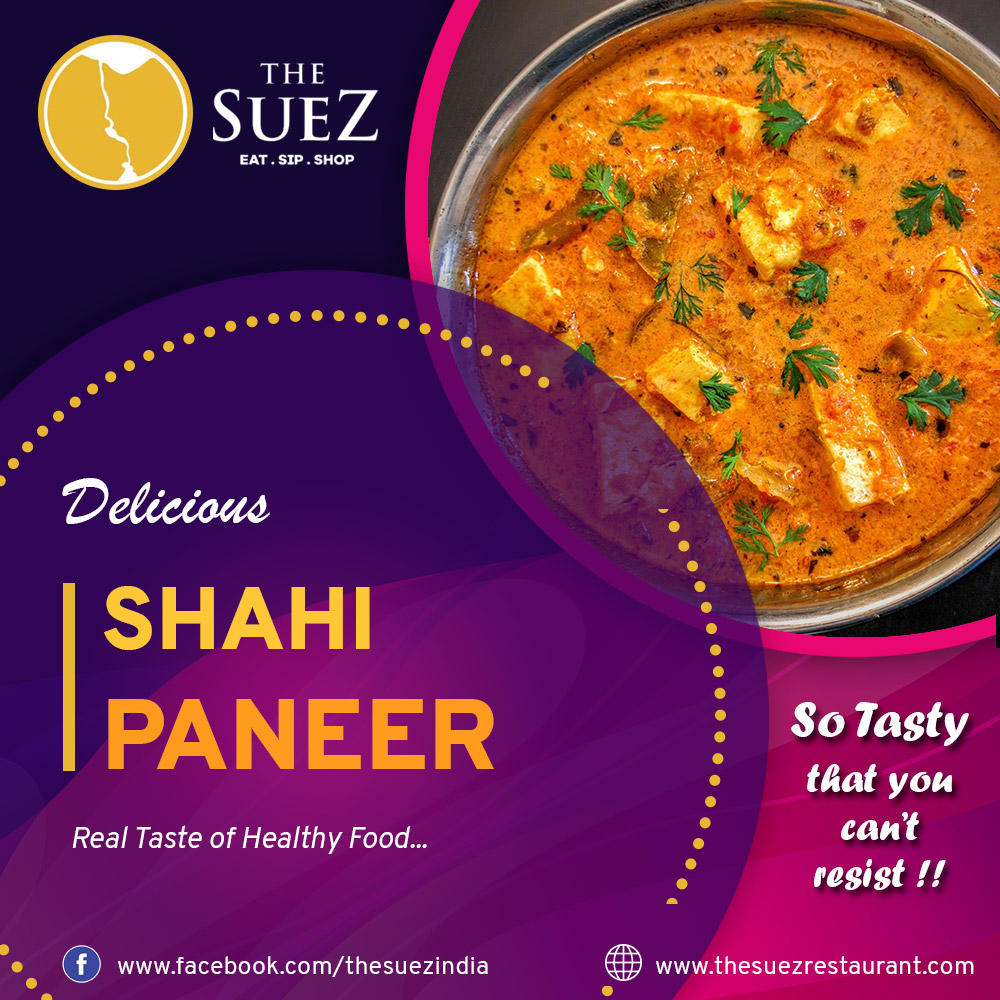 THE
SUEZ
EAT . SIP . SHOP
Delicious
SHAHI
PANEER
Real Taste of Healthy Food...
So Tasty
that you
can't
resist !!
www.facebook.com/thesuezindia
www.thesuezrestaurant.com